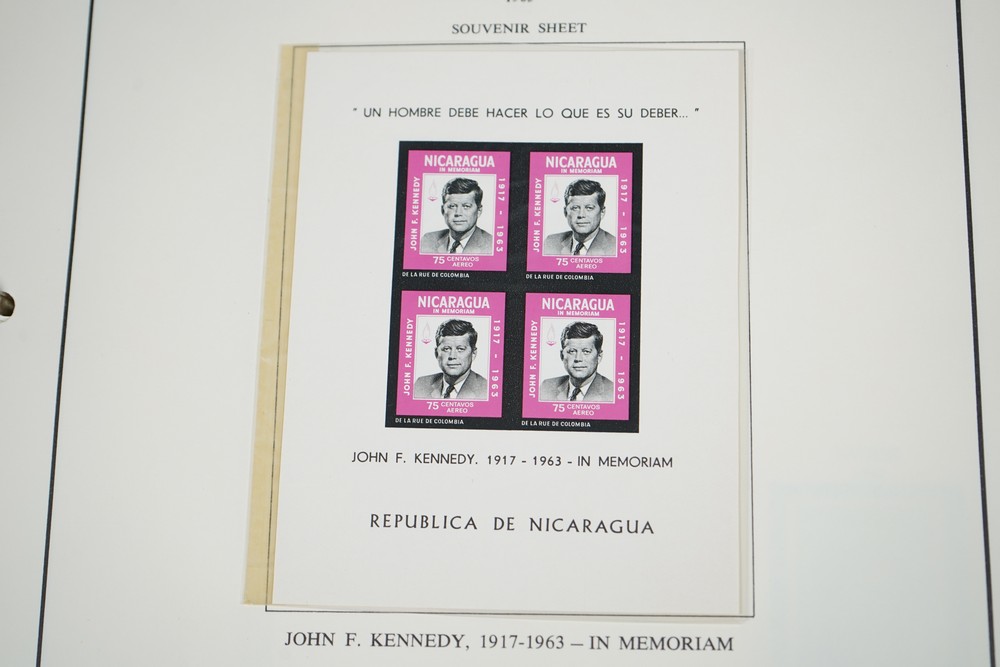 SOUVENIR SHEET
" UN HOMBRE DEBE HACER LO QUE ES SU DEBER... "
NICARAGUA
IN MEMORIAM
JOHN F. KENNEDY
1917 - 1963
75 CENTAVOS
AEREO
DE LA RUE DE COLOMBIA
NICARAGUA
IN MEMORIAM
JOHN F. KENNEDY
1917 - 1963
75 CENTAVOS
AEREO
DE LA RUE DE COLOMBIA
NICARAGUA
IN MEMORIAM
JOHN F. KENNEDY
1917 - 1963
75 CENTAVOS
AEREO
DE LA RUE DE COLOMBIA
NICARAGUA
IN MEMORIAM
JOHN F. KENNEDY
1917 - 1963
75 CENTAVOS
AEREO
DE LA RUE DE COLOMBIA
JOHN F. KENNEDY. 1917 - 1963 - IN MEMORIAM
REPUBLICA DE NICARAGUA
JOHN F. KENNEDY, 1917-1963 — IN MEMORIAM